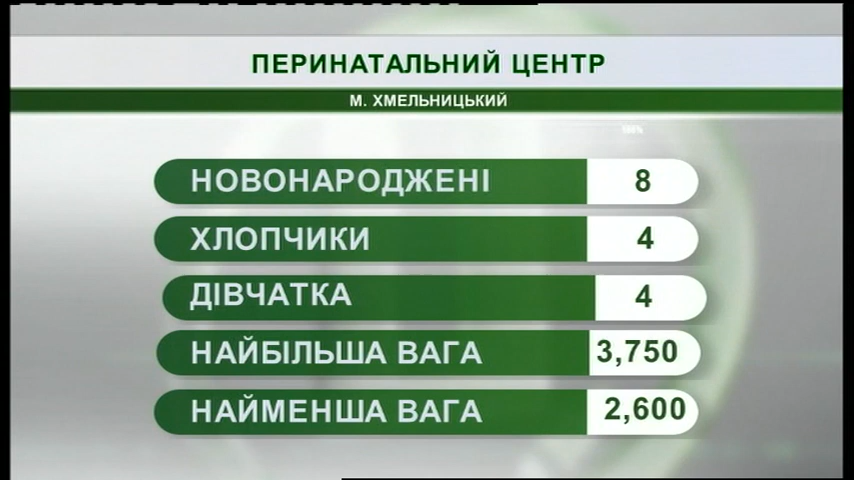 ПЕРИНАТАЛЬНИЙ ЦЕНТР
М. ХМЕЛЬНИЦЬКИЙ
НОВОНАРОДЖЕНІ 8
ХЛОПЧИКИ 4
ДІВЧАТКА 4
НАЙБІЛЬША ВАГА 3,750
НАЙМЕНША ВАГА 2,600